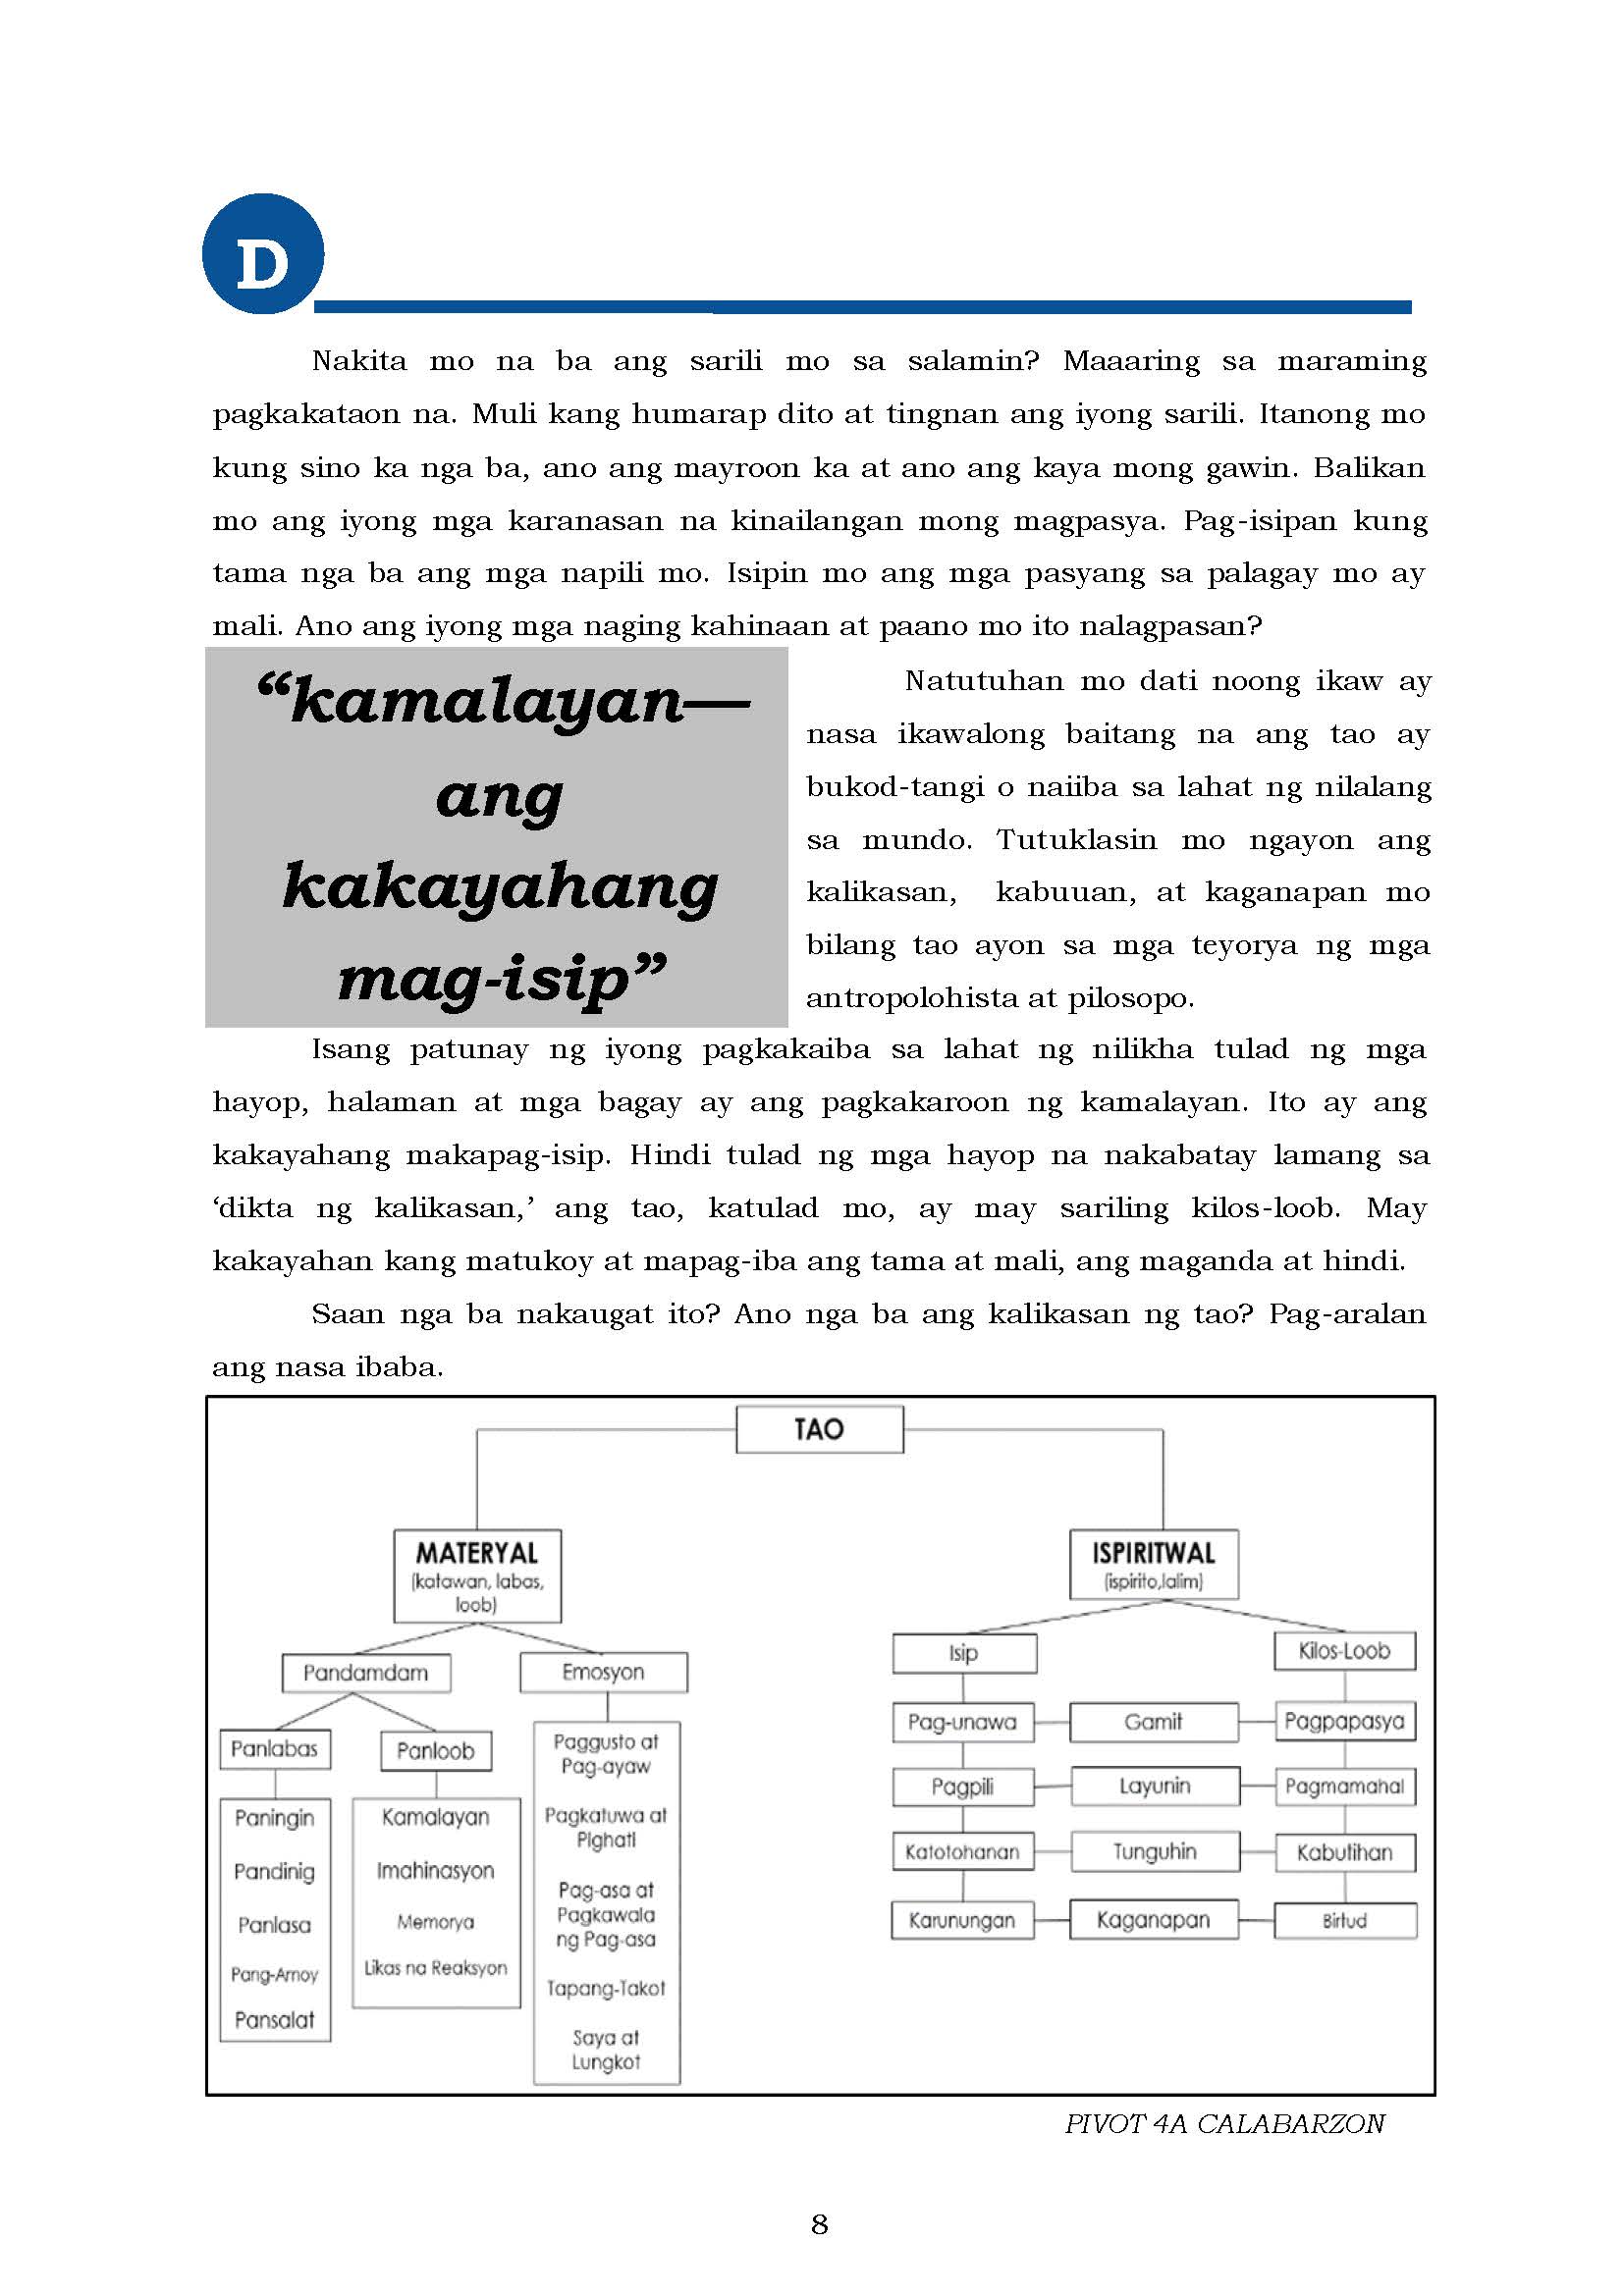 D
Nakita mo na ba ang sarili mo sa salamin? Maaaring sa maraming
pagkakataon na. Muli kang humarap dito at tingnan ang iyong sarili. Itanong mo
kung sino ka nga ba, ano ang mayroon ka at ano ang kaya mong gawin. Balikan
mo ang iyong mga karanasan na kinailangan mong magpasya. Pag-isipan kung
tama nga ba ang mga napili mo. Isipin mo ang mga pasyang sa palagay mo ay
mali. Ano ang iyong mga naging kahinaan at paano mo ito nalagpasan?
“kamalayan—
ang
kakayahang
mag-isip”
Natutuhan mo dati noong ikaw ay
nasa ikawalong baitang na ang tao ay
bukod-tangi o naiiba sa lahat ng nilalang
sa mundo. Tutuklasin mo ngayon ang
kalikasan, kabuuan, at kaganapan mo
bilang tao ayon sa mga teyorya ng mga
antropolohista at pilosopo.
Isang patunay ng iyong pagkakaiba sa lahat ng nilikha tulad ng mga
hayop, halaman at mga bagay ay ang pagkakaroon ng kamalayan. Ito ay ang
kakayahang makapag-isip. Hindi tulad ng mga hayop na nakabatay lamang sa
‘dikta ng kalikasan,’ ang tao, katulad mo, ay may sariling kilos-loob. May
kakayahan kang matukoy at mapag-iba ang tama at mali, ang maganda at hindi.
Saan nga ba nakaugat ito? Ano nga ba ang kalikasan ng tao? Pag-aralan
ang nasa ibaba.
TAO
MATERYAL
(katawan, labas,
loob)
Pandamdam
Emosyon
Panlabas
Panloob
Paningin
Pandinig
Panlasa
Pang-Amoy
Pansalat
Kamalayan
Imahinasyon
Memorya
Likas na Reaksyon
Paggusto at
Pag-ayaw
Pagkatuwa at
Pighati
Pag-asa at
Pagkawala
ng Pag-asa
Tapang-Takot
Saya at
Lungkot
ISPIRITWAL
(ispirito,lalim)
Isip
Kilos-Loob
Pag-unawa
Gamit
Pagpapasya
Pagpili
Layunin
Pagmamahal
Katotohanan
Tunguhin
Kabutihan
Karunungan
Kaganapan
Birtud
PIVOT 4A CALABARZON
8